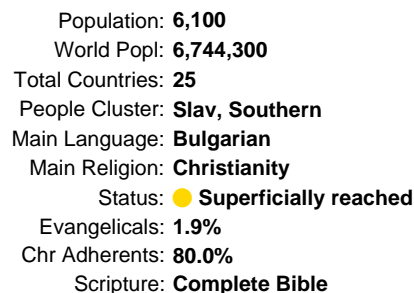 Population: 6,100
World Popl: 6,744,300
Total Countries: 25
People Cluster: Slav, Southern
Main Language: Bulgarian
Main Religion: Christianity
Status: Superficially reached
Evangelicals: 1.9%
Chr Adherents: 80.0%
Scripture: Complete Bible